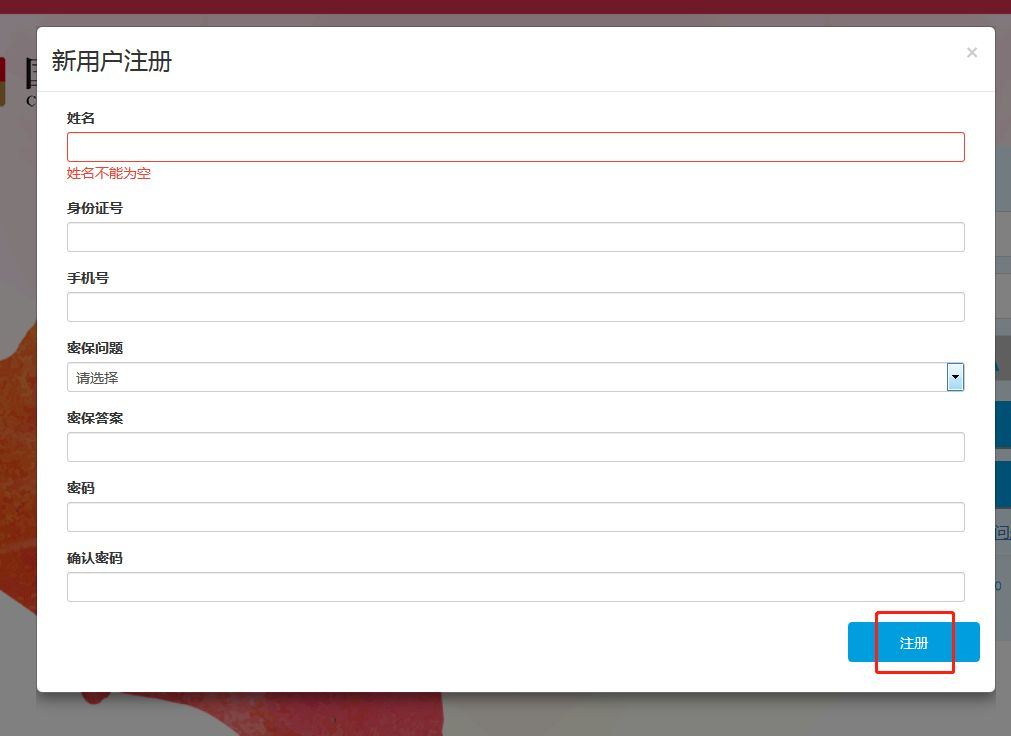 新用户注册
×
姓名
姓名不能为空
身份证号
手机号
密保问题
请选择
密保答案
密码
确认密码
注册